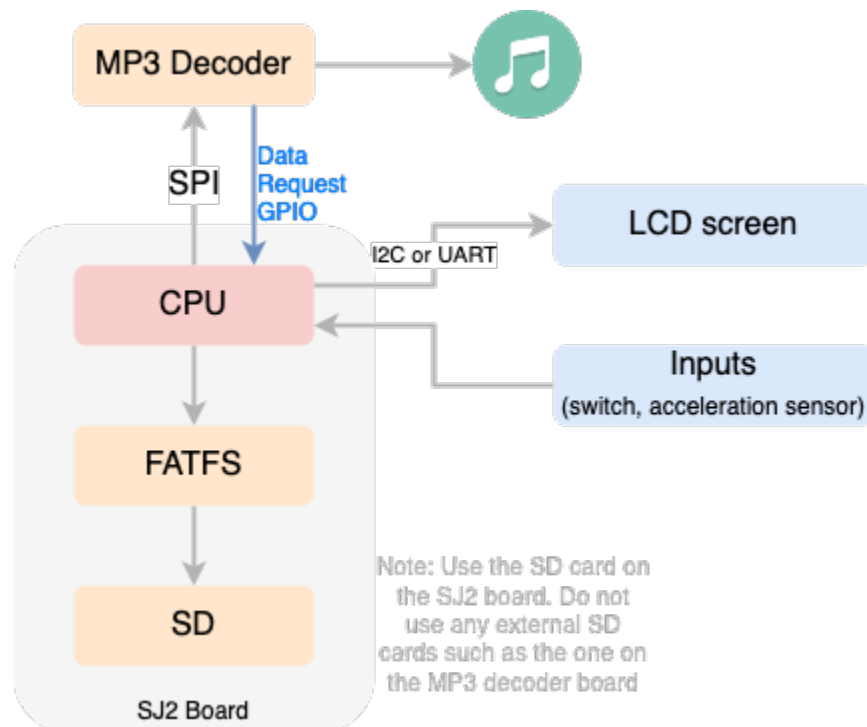 MP3 Decoder
Data
Request
GPIO
SPI
LCD screen
I2C or UART
CPU
Inputs
(switch, acceleration sensor)
FATFS
Note: Use the SD card on
the SJ2 board. Do not
use any external SD
cards such as the one on
the MP3 decoder board
SD
SJ2 Board